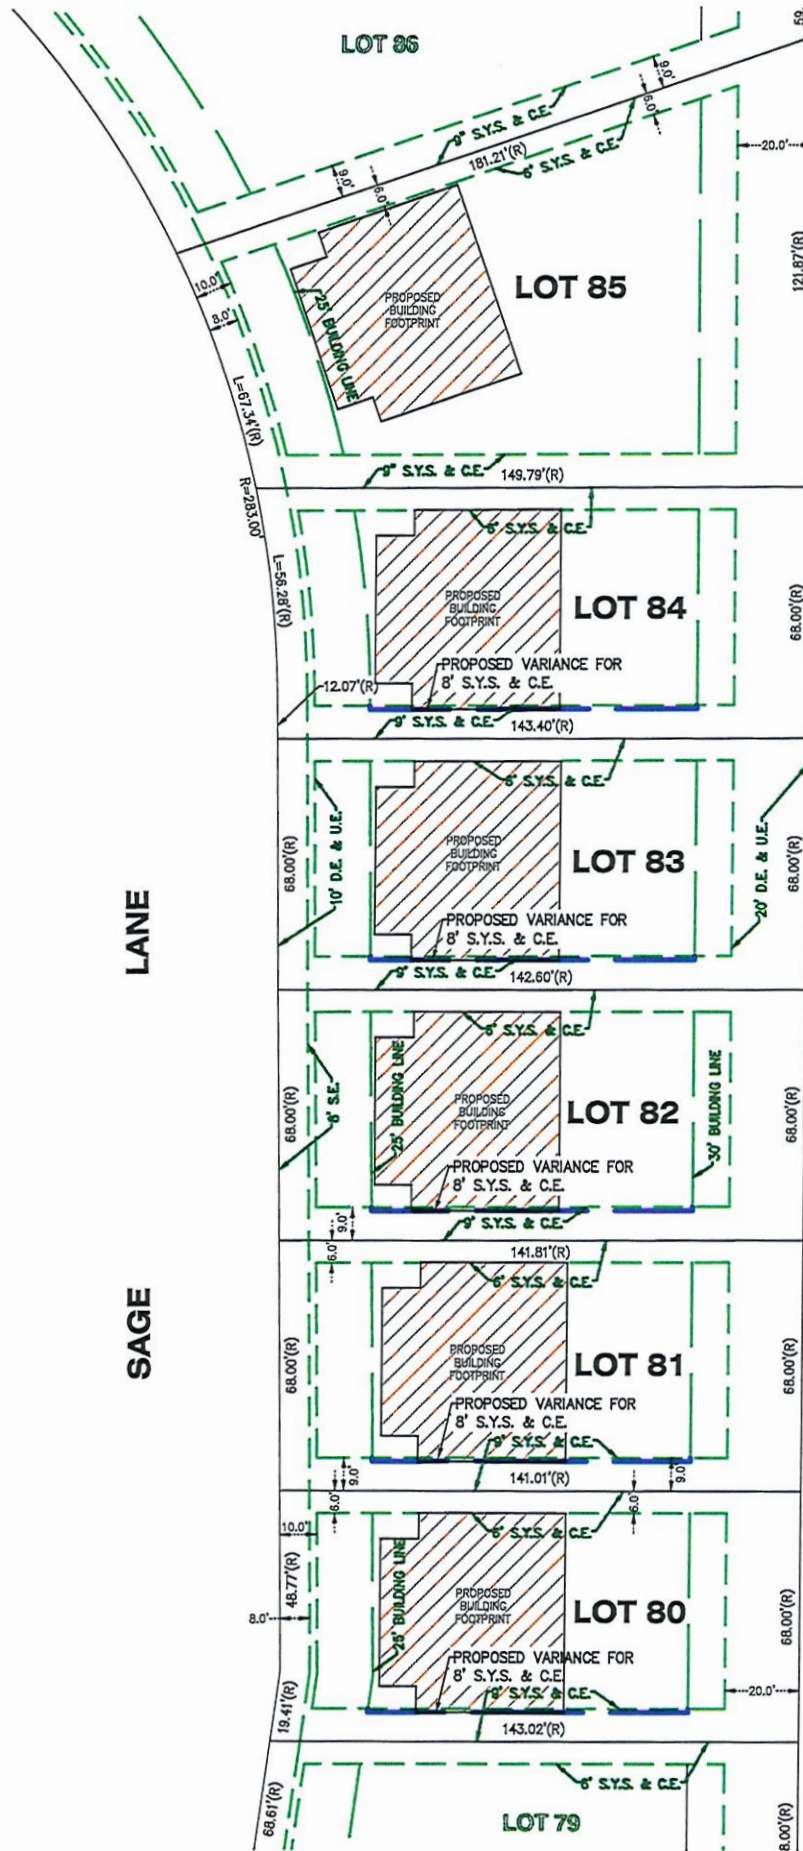 LOT 86
59.
9.0'
6.0'
9' S.Y.S. & C.E.
181.21'(R)
6' S.Y.S. & C.E.
20.0'
9.0'
6.0'
121.87'(R)
LOT 85
PROPOSED
BUILDING
FOOTPRINT
25' BUILDING LINE
10.0'
8.0'
L=67.34'(R)
R=283.00'
9' S.Y.S. & C.E.
149.79'(R)
6' S.Y.S. & C.E.
L=56.28'(R)
PROPOSED
BUILDING
FOOTPRINT
LOT 84
68.00'(R)
PROPOSED VARIANCE FOR
8' S.Y.S. & C.E.
12.07'(R)
9' S.Y.S. & C.E.
143.40'(R)
6' S.Y.S. & C.E.
68.00'(R)
10' D.E. & U.E.
PROPOSED
BUILDING
FOOTPRINT
LOT 83
20' D.E. & U.E.
68.00'(R)
PROPOSED VARIANCE FOR
8' S.Y.S. & C.E.
9' S.Y.S. & C.E.
142.60'(R)
LANE
6' S.Y.S. & C.E.
68.00'(R)
8' S.E.
25' BUILDING LINE
PROPOSED
BUILDING
FOOTPRINT
LOT 82
30' BUILDING LINE
68.00'(R)
PROPOSED VARIANCE FOR
8' S.Y.S. & C.E.
9.0'
9' S.Y.S. & C.E.
6.0'
141.81'(R)
6' S.Y.S. & C.E.
SAGE
68.00'(R)
PROPOSED
BUILDING
FOOTPRINT
LOT 81
68.00'(R)
PROPOSED VARIANCE FOR
8' S.Y.S. & C.E.
9' S.Y.S. & C.E.
9.0'
141.01'(R)
9.0'
6.0'
6.0'
6' S.Y.S. & C.E.
10.0'
48.77'(R)
8.0'
25' BUILDING LINE
PROPOSED
BUILDING
FOOTPRINT
LOT 80
68.00'(R)
PROPOSED VARIANCE FOR
8' S.Y.S. & C.E.
9' S.Y.S. & C.E.
20.0'
19.41'(R)
143.02'(R)
68.61'(R)
6' S.Y.S. & C.E.
LOT 79
8.00'(R)